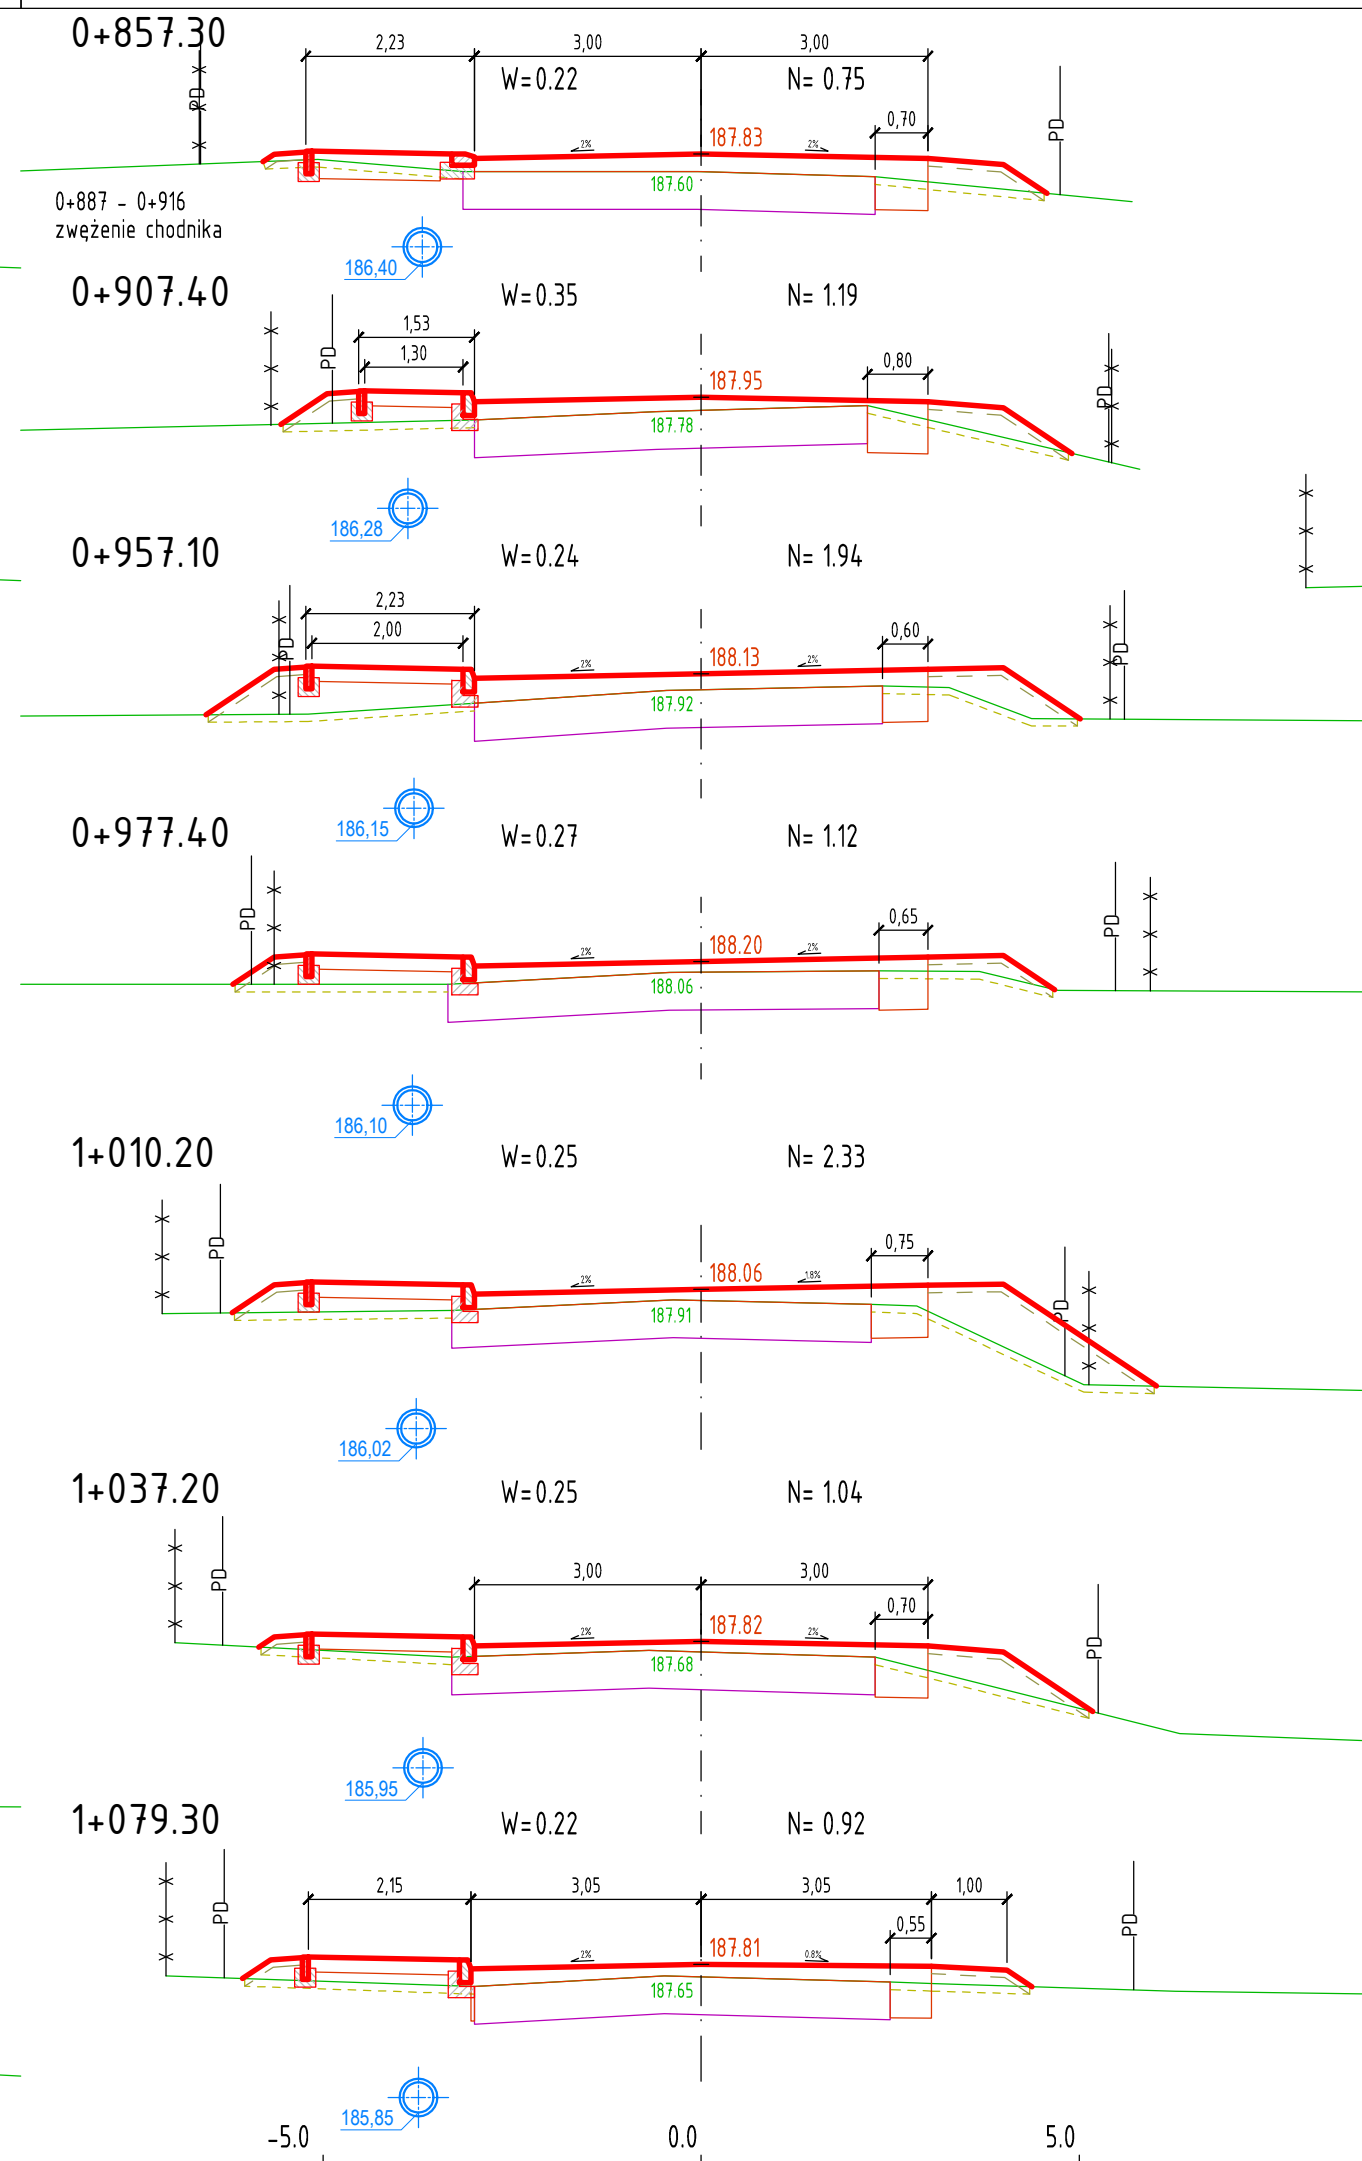 0+857.30
2,23 3,00 3,00
W=0.22 N= 0.75
PD
0,70
PD
187.83
2% 2%
187.60
0+887 - 0+916
zwężenie chodnika
186,40
0+907.40
W=0.35 N= 1.19
1,53
PD
1,30
0,80
187.95
PD
187.78
186,28
0+957.10
W=0.24 N= 1.94
2,23
2,00
0,60
PD
188.13
PD
2% 2%
187.92
186,15
0+977.40
W=0.27 N= 1.12
PD
0,65
PD
188.20
2% 2%
188.06
186,10
1+010.20
W=0.25 N= 2.33
PD
0,75
188.06
2% 1.8%
PD
187.91
186,02
1+037.20
W=0.25 N= 1.04
PD
3,00 3,00
0,70
187.82
2% 2%
PD
187.68
185,95
1+079.30
W=0.22 N= 0.92
2,15 3,05 3,05 1,00
PD
0,55
PD
187.81
2% 0.8%
187.65
185,85
-5.0 0.0 5.0